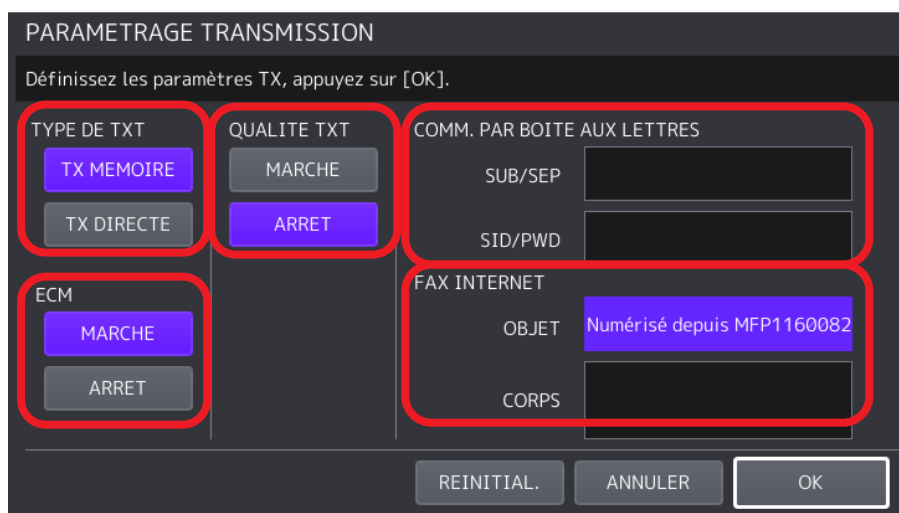 PARAMETRAGE TRANSMISSION
Définissez les paramètres TX, appuyez sur [OK].
TYPE DE TXT
TX MEMOIRE
TX DIRECTE
QUALITE TXT
MARCHE
ARRET
COMM. PAR BOITE AUX LETTRES
SUB/SEP
SID/PWD
ECM
MARCHE
ARRET
FAX INTERNET
OBJET Numérisé depuis MFP1160082
CORPS
REINITIAL. ANNULER OK